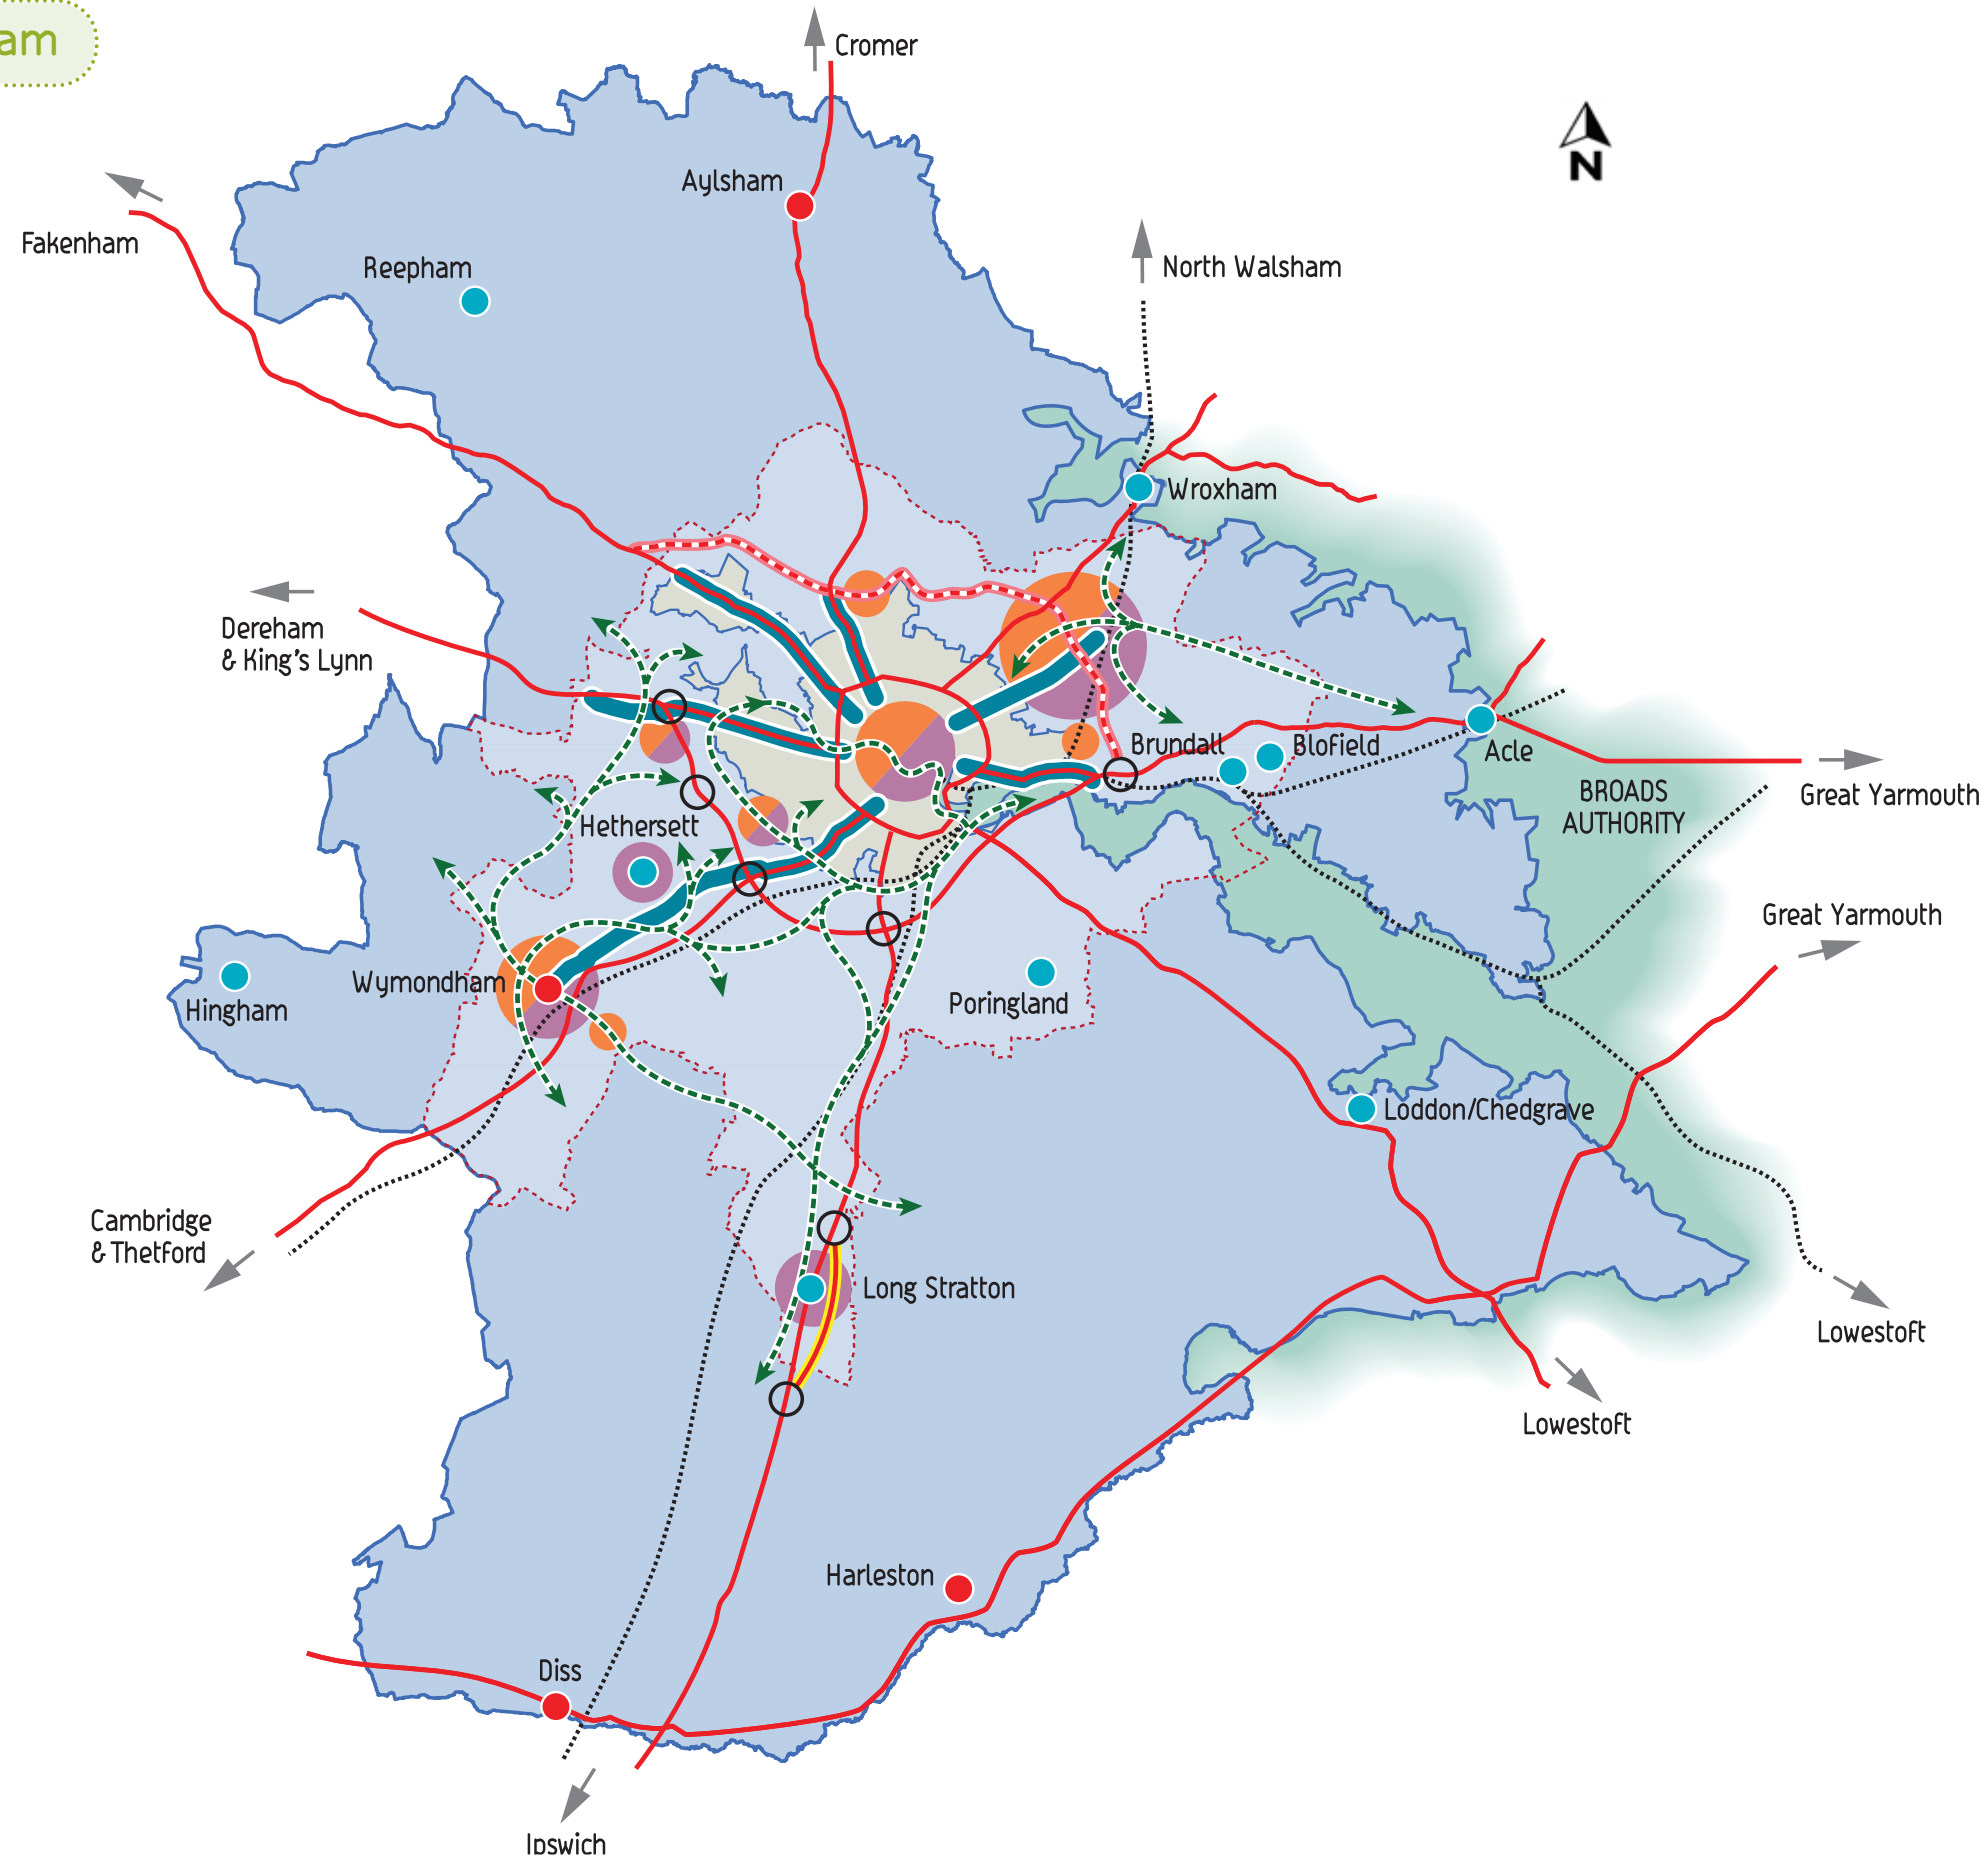 am
Cromer
N
Aylsham
Fakenham
Reepham
North Walsham
Wroxham
Dereham
& King's Lynn
Brundall
Blofield
Acle
BROADS
AUTHORITY
Great Yarmouth
Hethersett
Great Yarmouth
Wymondham
Hingham
Poringland
Loddon/Chedgrave
Cambridge
& Thetford
Long Stratton
Lowestoft
Lowestoft
Harleston
Diss
Ipswich